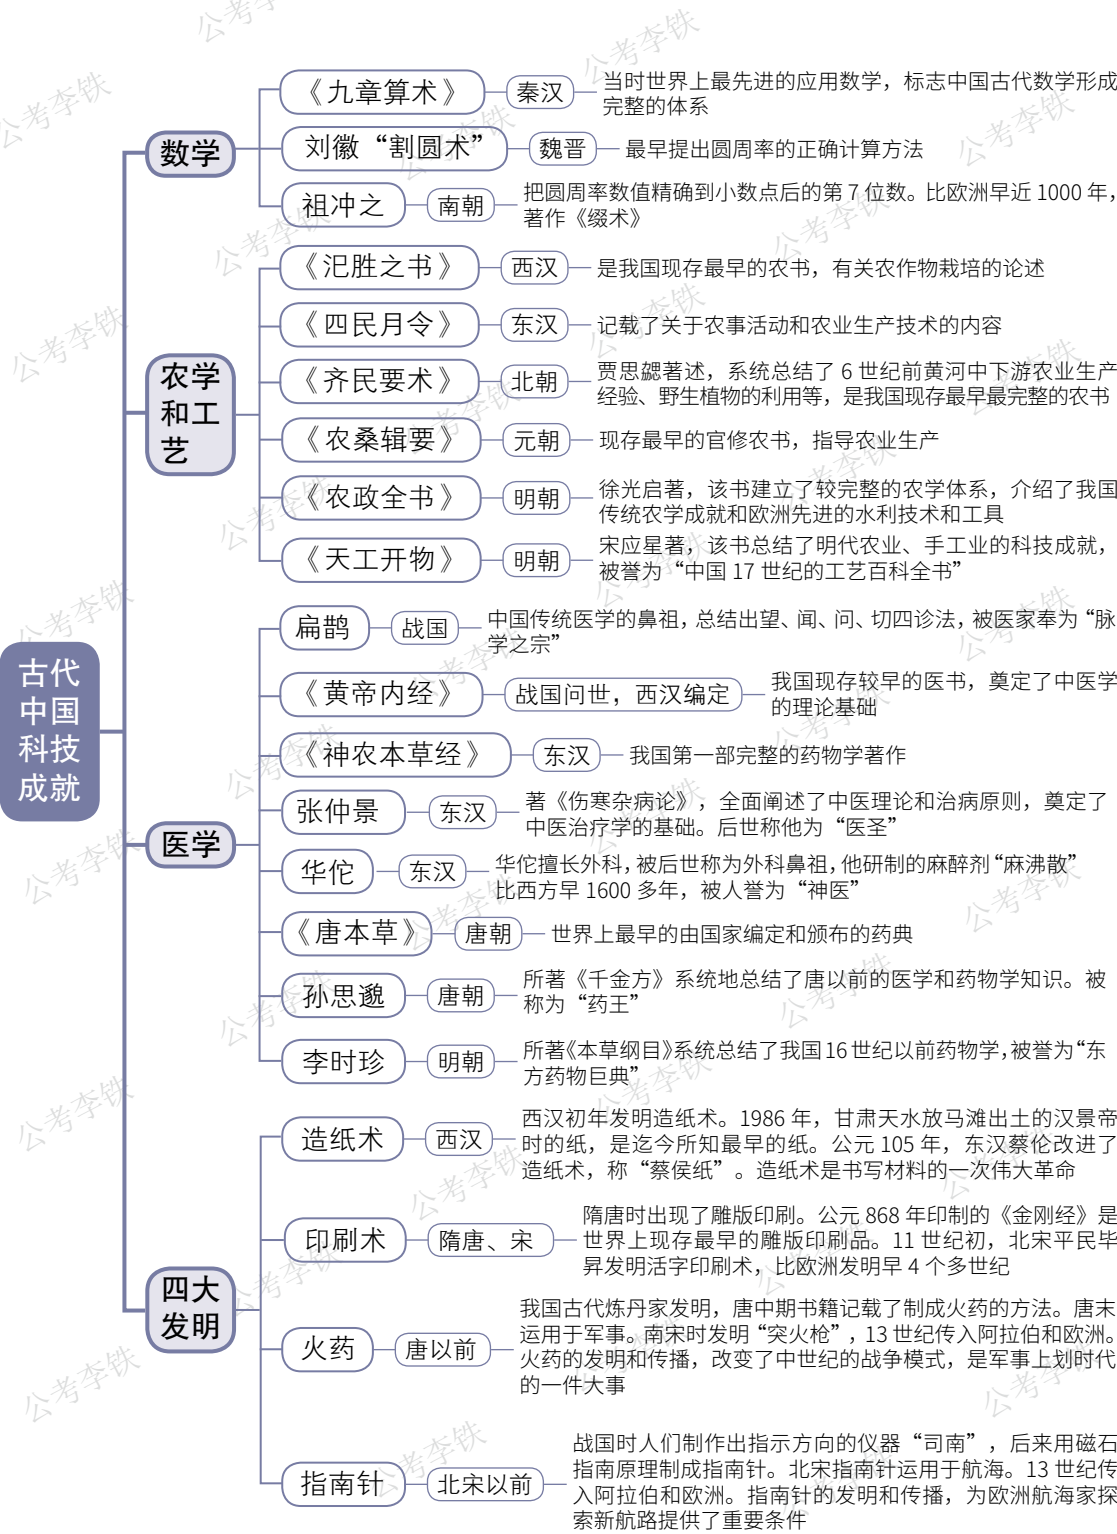 古代
中国
科技
成就
数学
《九章算术》
秦汉
当时世界上最先进的应用数学，标志中国古代数学形成
完整的体系
刘徽“割圆术”
魏晋
最早提出圆周率的正确计算方法
祖冲之
南朝
把圆周率数值精确到小数点后的第 7 位数。比欧洲早近 1000 年，
著作《缀术》
农学
和工
艺
《汜胜之书》
西汉
是我国现存最早的农书，有关农作物栽培的论述
《四民月令》
东汉
记载了关于农事活动和农业生产技术的内容
《齐民要术》
北朝
贾思勰著述，系统总结了 6 世纪前黄河中下游农业生产
经验、野生植物的利用等，是我国现存最早最完整的农书
《农桑辑要》
元朝
现存最早的官修农书，指导农业生产
《农政全书》
明朝
徐光启著，该书建立了较完整的农学体系，介绍了我国
传统农学成就和欧洲先进的水利技术和工具
《天工开物》
明朝
宋应星著，该书总结了明代农业、手工业的科技成就，
被誉为“中国 17 世纪的工艺百科全书”
医学
扁鹊
战国
中国传统医学的鼻祖，总结出望、闻、问、切四诊法，被医家奉为“脉
学之宗”
《黄帝内经》
战国问世，西汉编定
我国现存较早的医书，奠定了中医学
的理论基础
《神农本草经》
东汉
我国第一部完整的药物学著作
张仲景
东汉
著《伤寒杂病论》，全面阐述了中医理论和治病原则，奠定了
中医治疗学的基础。后世称他为“医圣”
华佗
东汉
华佗擅长外科，被后世称为外科鼻祖，他研制的麻醉剂“麻沸散”
比西方早 1600 多年，被人誉为“神医”
《唐本草》
唐朝
世界上最早的由国家编定和颁布的药典
孙思邈
唐朝
所著《千金方》系统地总结了唐以前的医学和药物学知识。被
称为“药王”
李时珍
明朝
所著《本草纲目》系统总结了我国16世纪以前药物学，被誉为“东
方药物巨典”
四大
发明
造纸术
西汉
西汉初年发明造纸术。1986 年，甘肃天水放马滩出土的汉景帝
时的纸，是迄今所知最早的纸。公元 105 年，东汉蔡伦改进了
造纸术，称“蔡侯纸”。造纸术是书写材料的一次伟大革命
印刷术
隋唐、宋
隋唐时出现了雕版印刷。公元 868 年印制的《金刚经》是
世界上现存最早的雕版印刷品。11 世纪初，北宋平民毕
昇发明活字印刷术，比欧洲发明早 4 个多世纪
火药
唐以前
我国古代炼丹家发明，唐中期书籍记载了制成火药的方法。唐末
运用于军事。南宋时发明“突火枪”，13 世纪传入阿拉伯和欧洲。
火药的发明和传播，改变了中世纪的战争模式，是军事上划时代
的一件大事
指南针
北宋以前
战国时人们制作出指示方向的仪器“司南”，后来用磁石
指南原理制成指南针。北宋指南针运用于航海。13 世纪传
入阿拉伯和欧洲。指南针的发明和传播，为欧洲航海家探
索新航路提供了重要条件
公考李铁